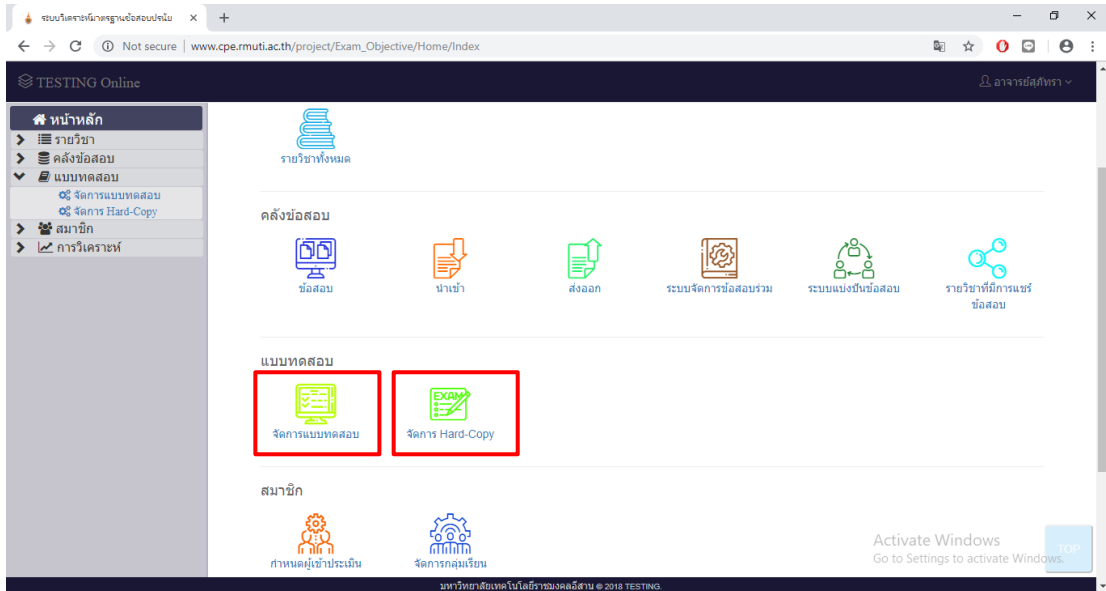 ระบบวิเคราะห์มาตรฐานข้อสอบปรนัย
Not secure | www.cpe.rmuti.ac.th/project/Exam_Objective/Home/Index
TESTING Online
อาจารย์สุภัทรา
หน้าหลัก
รายวิชา
คลังข้อสอบ
แบบทดสอบ
จัดการแบบทดสอบ
จัดการ Hard-Copy
สมาชิก
การวิเคราะห์
รายวิชาทั้งหมด
คลังข้อสอบ
ข้อสอบ
นำเข้า
ส่งออก
ระบบจัดการข้อสอบร่วม
ระบบแบ่งปันข้อสอบ
รายวิชาที่มีการแชร์
ข้อสอบ
แบบทดสอบ
EXAM
จัดการแบบทดสอบ
จัดการ Hard-Copy
สมาชิก
กำหนดผู้เข้าประเมิน
จัดการกลุ่มเรียน
Activate Windows
Go to Settings to activate Windows.
TOP
มหาวิทยาลัยเทคโนโลยีราชมงคลอีสาน © 2018 TESTING.